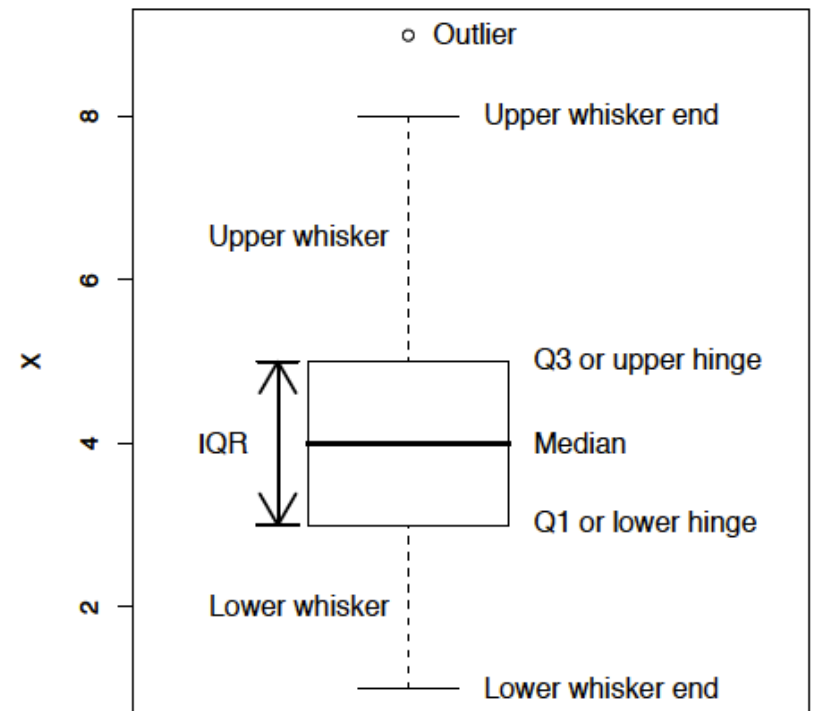 Outlier
8
Upper whisker end
Upper whisker
6
X
Q3 or upper hinge
IQR
4
Median
Q1 or lower hinge
2
Lower whisker
Lower whisker end